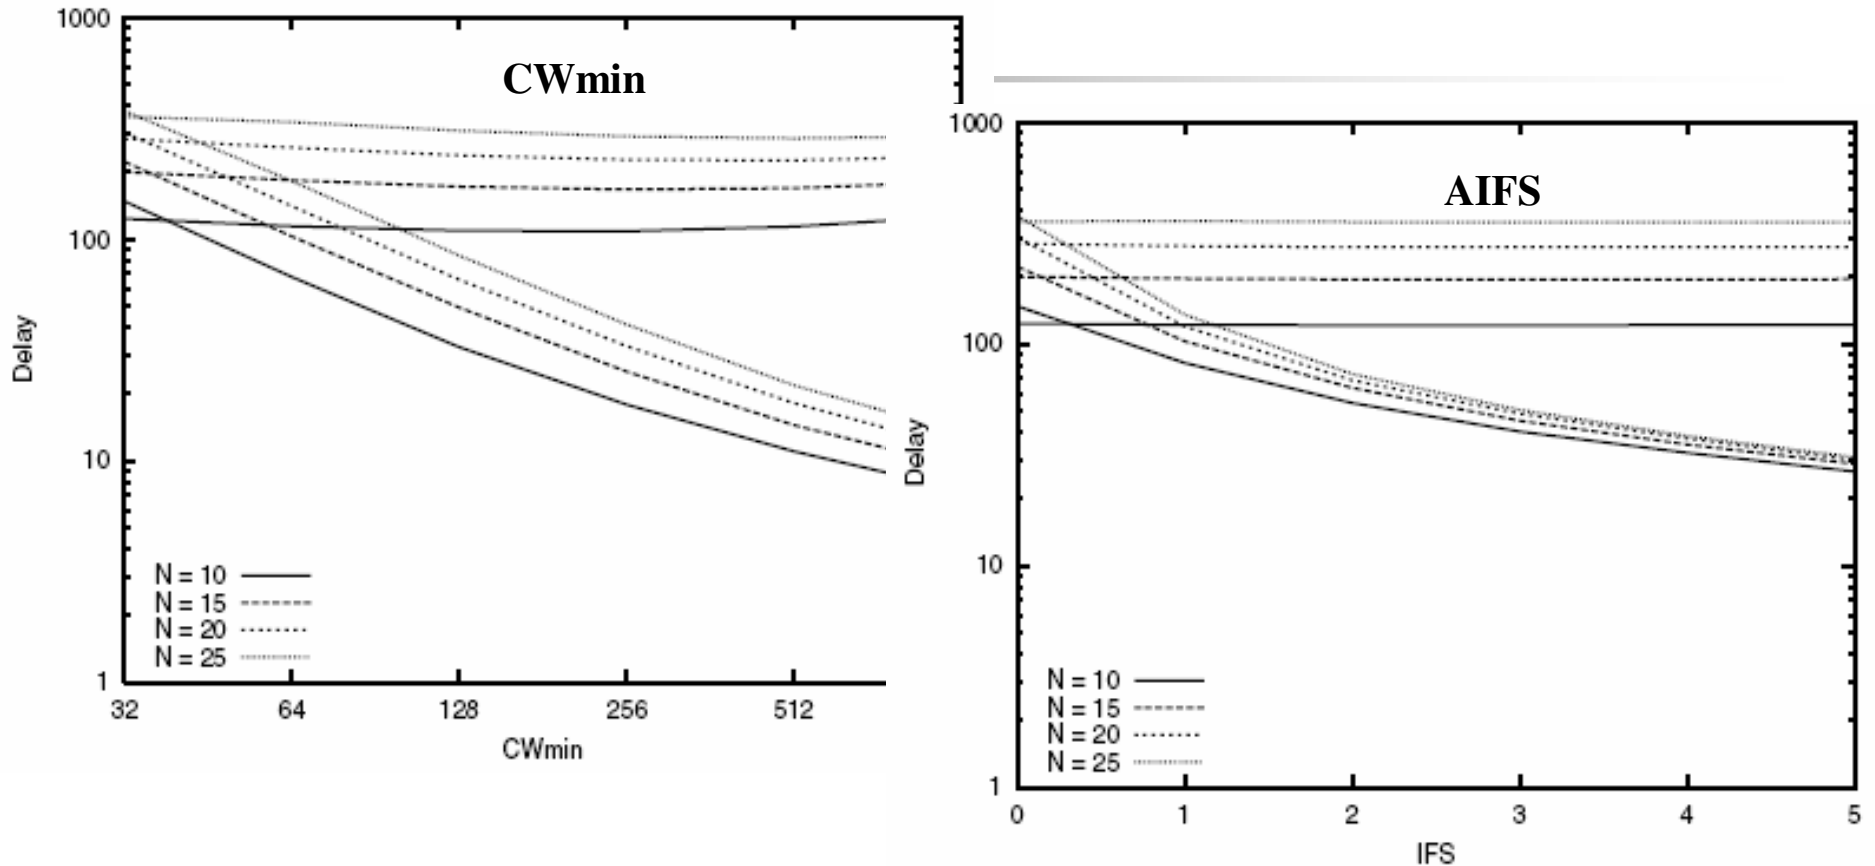 CWmin
1000
100
10
1
Delay
N = 10
N = 15
N = 20
N = 25
32 64 128 256 512
CWmin
AIFS
1000
100
10
1
Delay
N = 10
N = 15
N = 20
N = 25
0 1 2 3 4 5
IFS